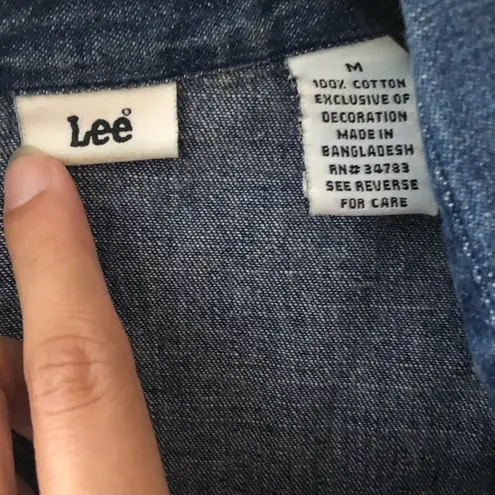 Lee®
M
100% COTTON
EXCLUSIVE OF
DECORATION
MADE IN
BANGLADESH
RN# 34783
SEE REVERSE
FOR CARE